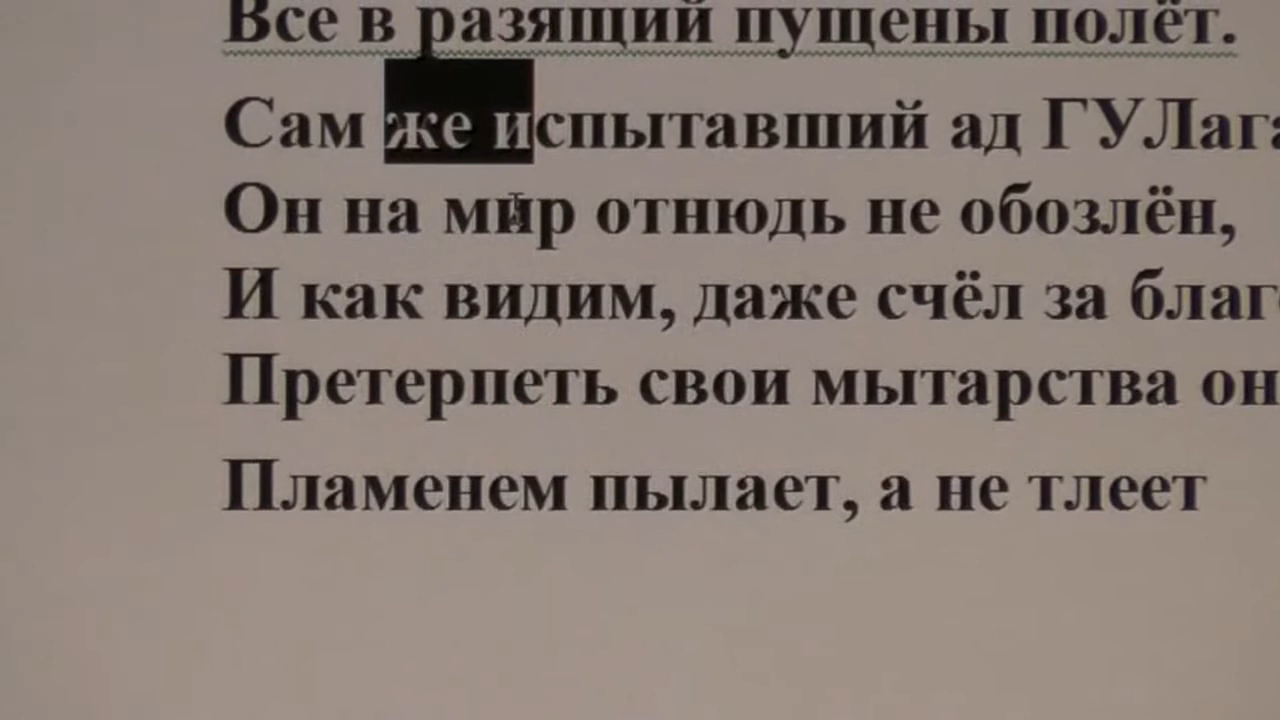 Все в разящий пущены полёт.
Сам же испытавший ад ГУЛага
Он на мир отнюдь не обозлён,
И как видим, даже счёл за благ
Претерпеть свои мытарства он
Пламенем пылает, а не тлеет